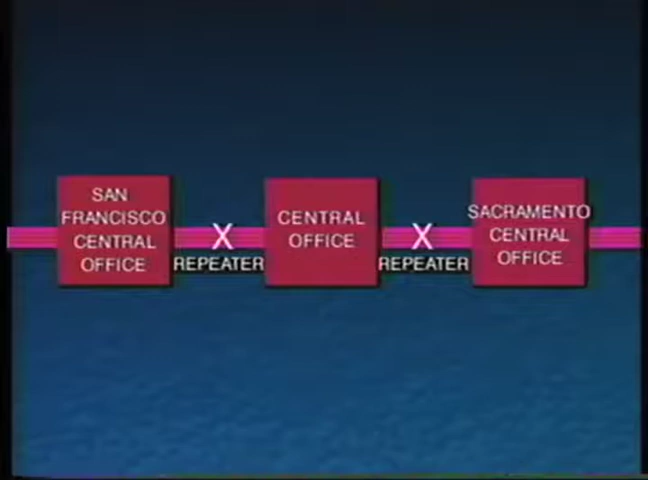 SAN
FRANCISCO
CENTRAL
OFFICE
X
REPEATER
CENTRAL
OFFICE
X
REPEATER
SACRAMENTO
CENTRAL
OFFICE